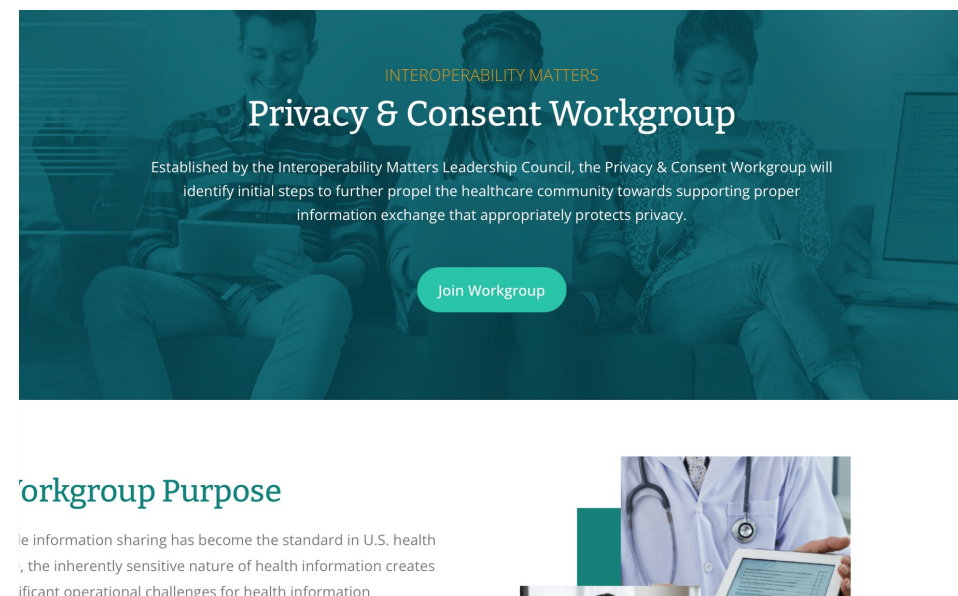 INTEROPERABILITY MATTERS
Privacy & Consent Workgroup
Established by the Interoperability Matters Leadership Council, the Privacy & Consent Workgroup will
identify initial steps to further propel the healthcare community towards supporting proper
information exchange that appropriately protects privacy.
Join Workgroup
orkgroup Purpose
information sharing has become the standard in U.S. health
, the inherently sensitive nature of health information creates
operational challenges for health information